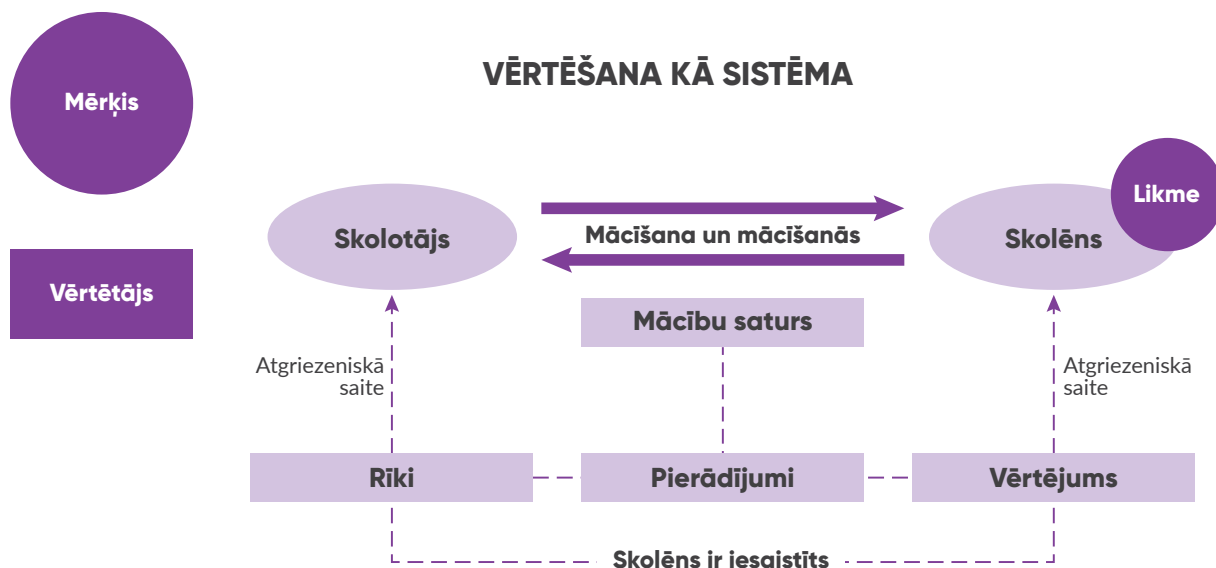 VĒRTĒŠANA KĀ SISTĒMA
Mērķis
Likme
Skolotājs
Mācīšana un mācīšanās
Skolēns
Vērtētājs
Mācību saturs
Atgriezeniskā
saite
Atgriezeniskā
saite
Rīki
Pierādījumi
Vērtējums
Skolēns ir iesaistīts